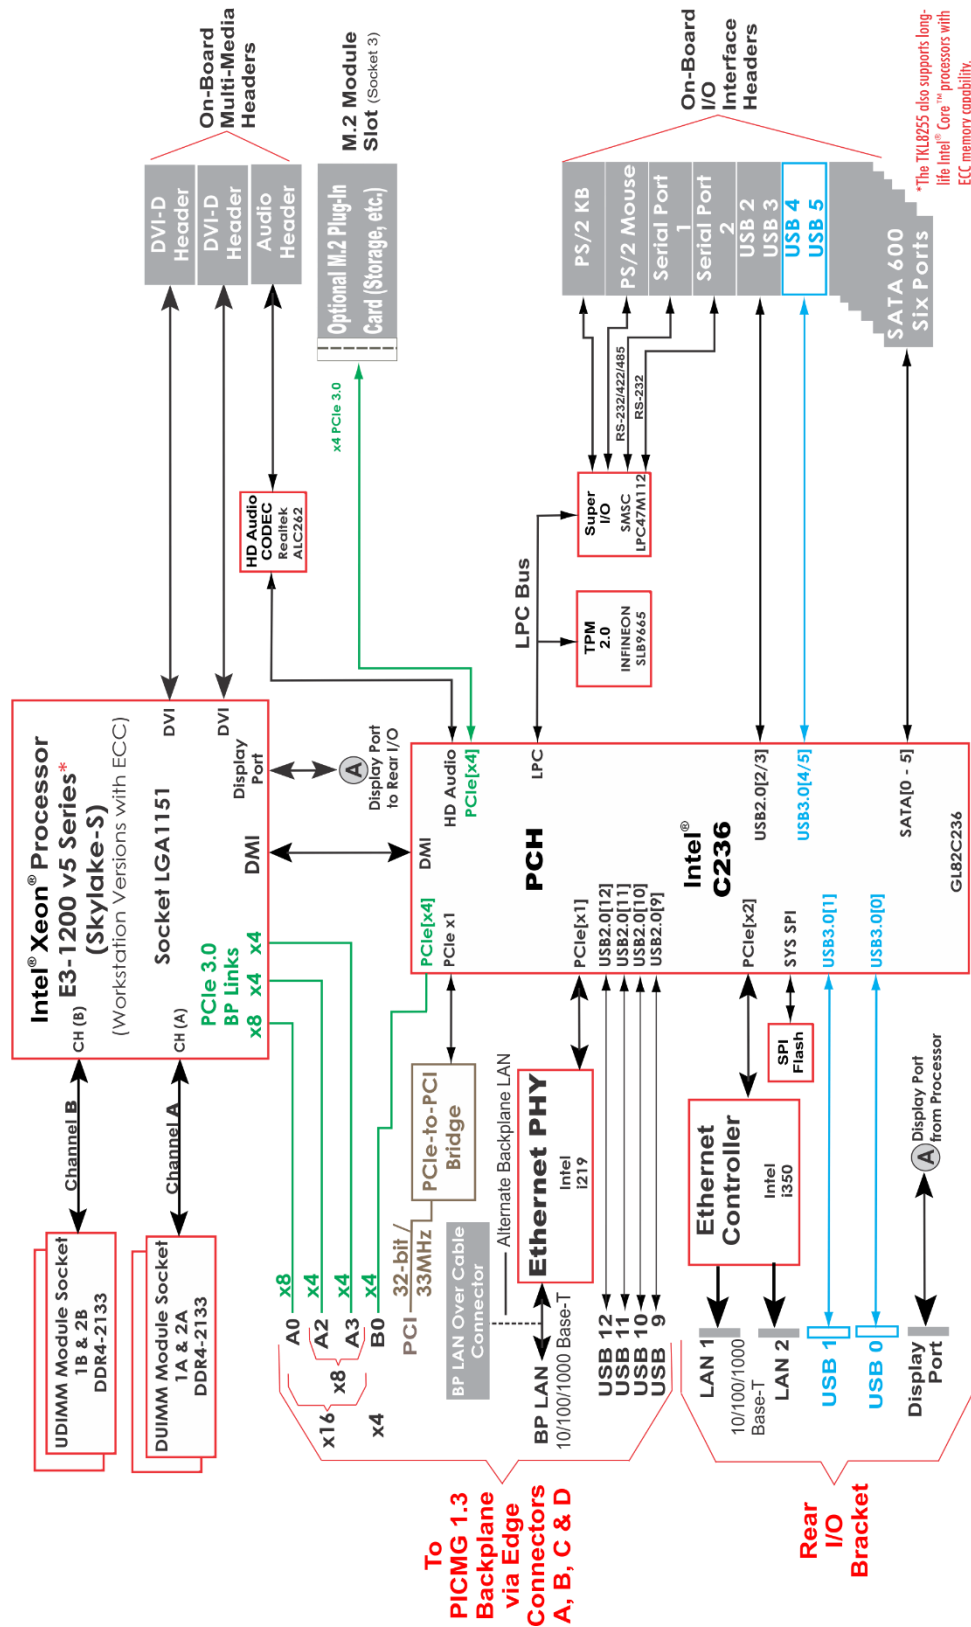 UDIMM Module Socket
1B & 2B
DDR4-2133
DUIMM Module Socket
1A & 2A
DDR4-2133
Channel B
Channel A
Intel® Xeon® Processor
E3-1200 v5 Series*
(Skylake-S)
(Workstation Versions with ECC)
Socket LGA1151
CH (B)
CH (A)
PCIe 3.0
BP Links
x8
x4
x4
DVI
DVI
Display
Port
DMI
A
Display Port
to Rear I/O
DVI-D
Header
DVI-D
Header
Audio
Header
On-Board
Multi-Media
Headers
HD Audio
CODEC
Realtek
ALC262
Optional M.2 Plug-In
Card (Storage, etc.)
M.2 Module
Slot (Socket 3)
x4 PCIe 3.0
To
PICMG 1.3
Backplane
via Edge
Connectors
A, B, C & D
x16
x8
x4
A0
A2
A3
B0
x8
x4
x4
x4
PCI
32-bit /
33MHz
PCIe-to-PCI
Bridge
BP LAN Over Cable
Connector
Alternate Backplane LAN
BP LAN
10/100/1000 Base-T
Ethernet PHY
Intel
i219
USB 12
USB 11
USB 10
USB 9
DMI
PCIe[x4]
PCIe x1
HD Audio
PCIe[x4]
PCH
LPC
PCIe[x1]
USB2.0[12]
USB2.0[11]
USB2.0[10]
USB2.0[9]
Intel®
C236
PCIe[x2]
SYS SPI
USB3.0[1]
USB3.0[0]
USB2.0[2/3]
USB3.0[4/5]
SATA[0 - 5]
GL82C236
LPC Bus
TPM
2.0
INFINEON
SLB9665
Super
I/O
SMSC
LPC47M112
RS-232/422/485
RS-232
PS/2 KB
PS/2 Mouse
Serial Port
1
Serial Port
2
USB 2
USB 3
USB 4
USB 5
SATA 600
Six Ports
On-Board
I/O
Interface
Headers
Rear
I/O
Bracket
LAN 1
10/100/1000
Base-T
LAN 2
USB 1
USB 0
Display
Port
Ethernet
Controller
Intel
i350
SPI
Flash
A
Display Port
from Processor
*The TKL8255 also supports long-
life Intel® Core™ processors with
ECC memory capability.